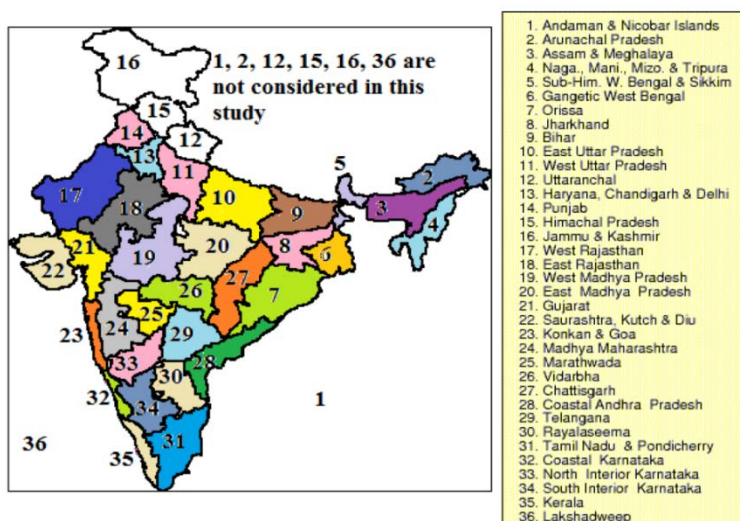 1, 2, 12, 15, 16, 36 are
not considered in this
study
16
15
14
12
13
11
5
2
17
10
3
18
9
4
21
20
8
6
19
22
27
26
7
25
23
24
29
33
28
32
30
34
1
36
31
35
1. Andaman & Nicobar Islands
2. Arunachal Pradesh
3. Assam & Meghalaya
4. Naga., Mani., Mizo. & Tripura
5. Sub-Him. W. Bengal & Sikkim
6. Gangetic West Bengal
7. Orissa
8. Jharkhand
9. Bihar
10. East Uttar Pradesh
11. West Uttar Pradesh
12. Uttaranchal
13. Haryana, Chandigarh & Delhi
14. Punjab
15. Himachal Pradesh
16. Jammu & Kashmir
17. West Rajasthan
18. East Rajasthan
19. West Madhya Pradesh
20. East Madhya Pradesh
21. Gujarat
22. Saurashtra, Kutch & Diu
23. Konkan & Goa
24. Madhya Maharashtra
25. Marathwada
26. Vidarbha
27. Chattisgarh
28. Coastal Andhra Pradesh
29. Telangana
30. Rayalaseema
31. Tamil Nadu & Pondicherry
32. Coastal Karnataka
33. North Interior Karnataka
34. South Interior Karnataka
35. Kerala
36. Lakshadweep